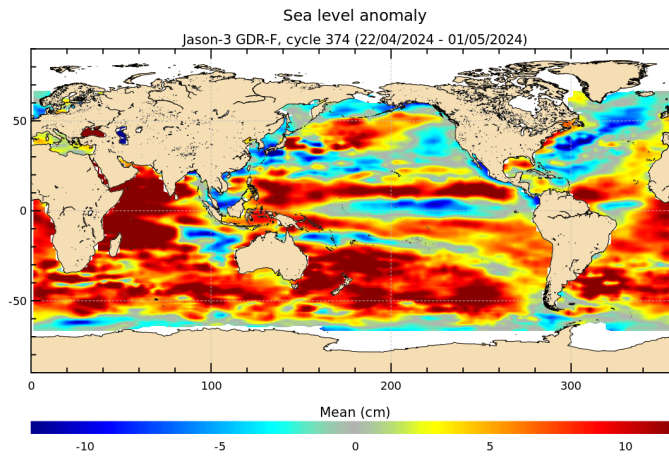 Sea level anomaly
Jason-3 GDR-F, cycle 374 (22/04/2024 - 01/05/2024)
50
0
-50
0 100 200 300
Mean (cm)
-10 -5 0 5 10